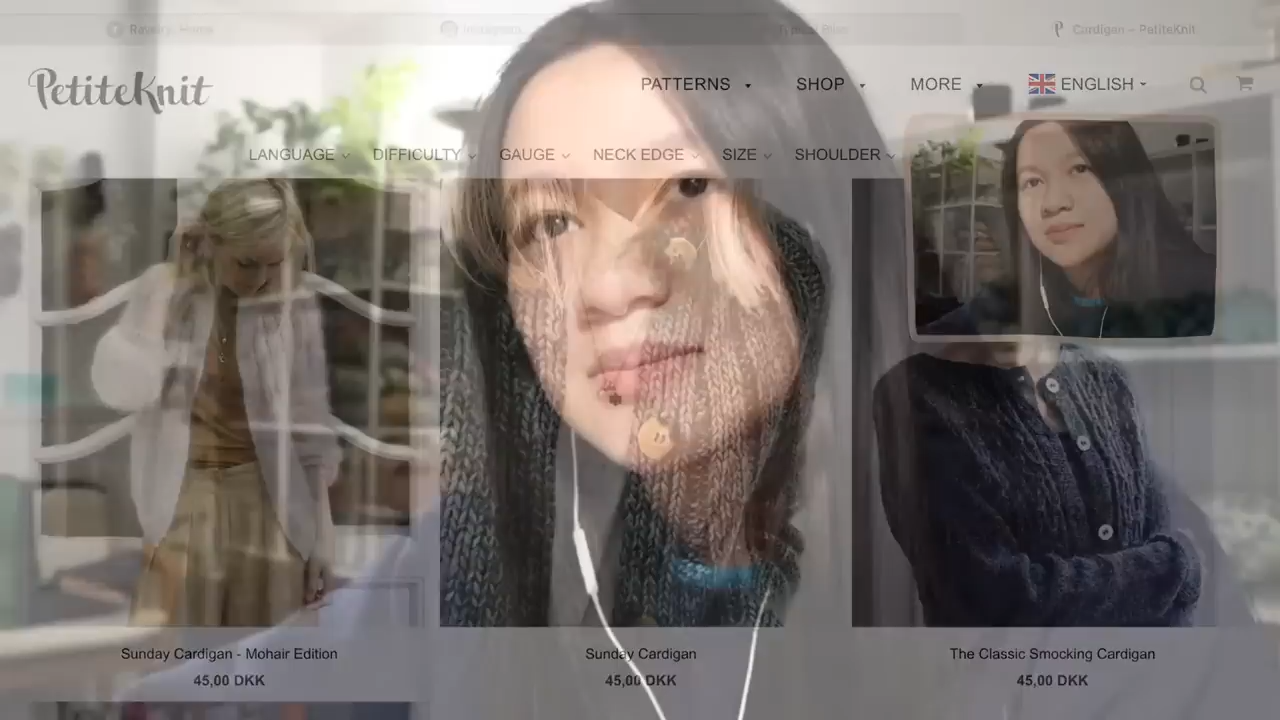 Ravelry: Home
Instagram
Cardigan – PetiteKnit
PetiteKnit
PATTERNS SHOP MORE ENGLISH
LANGUAGE DIFFICULTY GAUGE NECK EDGE SIZE SHOULDER
Sunday Cardigan - Mohair Edition
45,00 DKK
Sunday Cardigan
45,00 DKK
The Classic Smocking Cardigan
45,00 DKK